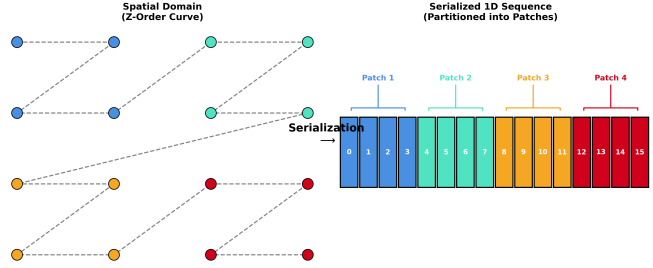 Spatial Domain
(Z-Order Curve)
Serialized 1D Sequence
(Partitioned into Patches)
Patch 1 Patch 2 Patch 3 Patch 4
Serialization
→
0 1 2 3 4 5 6 7 8 9 10 11 12 13 14 15